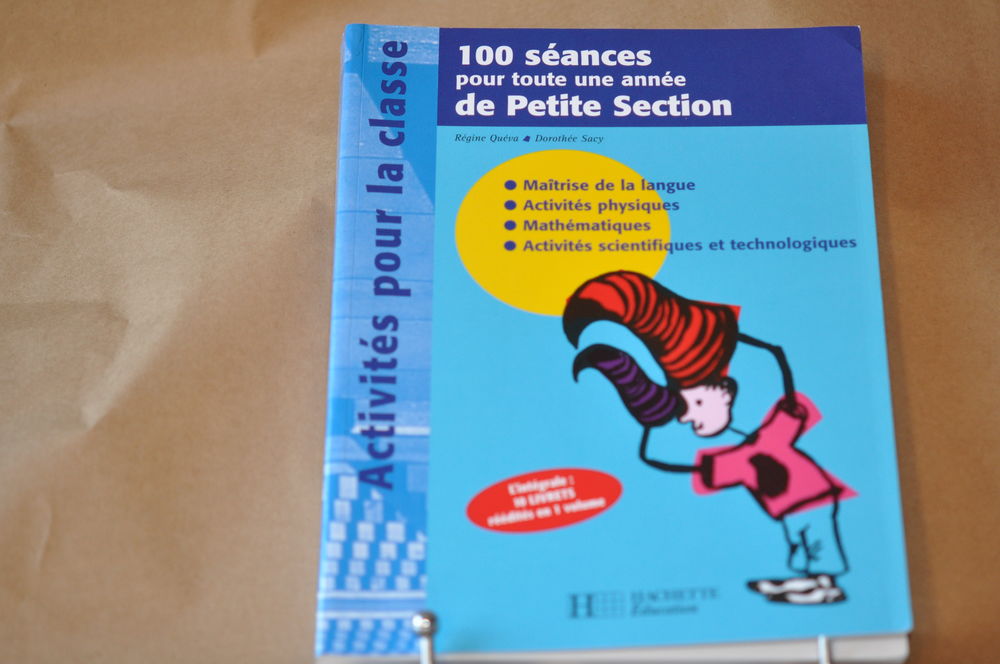 Activités pour la classe
100 séances
pour toute une année
de Petite Section
Régine Quéva Dorothée Sacy
Maîtrise de la langue
Activités physiques
Mathématiques
Activités scientifiques et technologiques
L'intégrale :
10 LIVRETS
réédités en 1 volume
H HACHETTE
Éducation